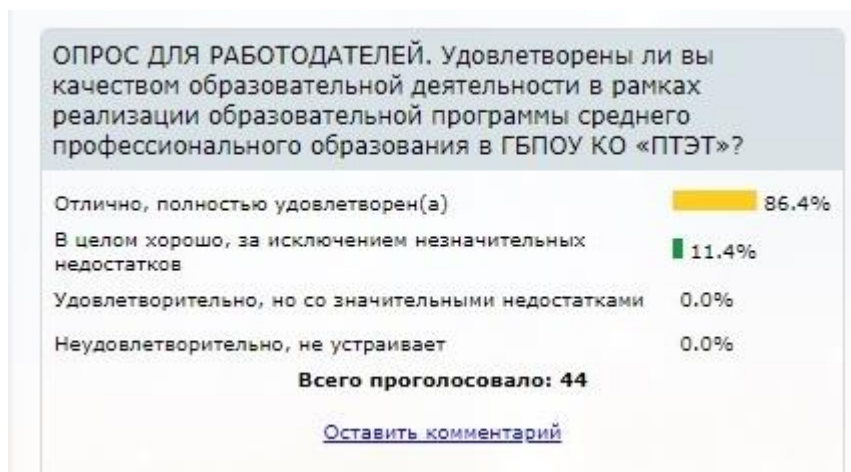 ОПРОС ДЛЯ РАБОТОДАТЕЛЕЙ. Удовлетворены ли вы
качеством образовательной деятельности в рамках
реализации образовательной программы среднего
профессионального образования в ГБПОУ КО «ПТЭТ»?
Отлично, полностью удовлетворен(а) 86.4%
В целом хорошо, за исключением незначительных
недостатков 11.4%
Удовлетворительно, но со значительными недостатками 0.0%
Неудовлетворительно, не устраивает 0.0%
Всего проголосовало: 44
Оставить комментарий